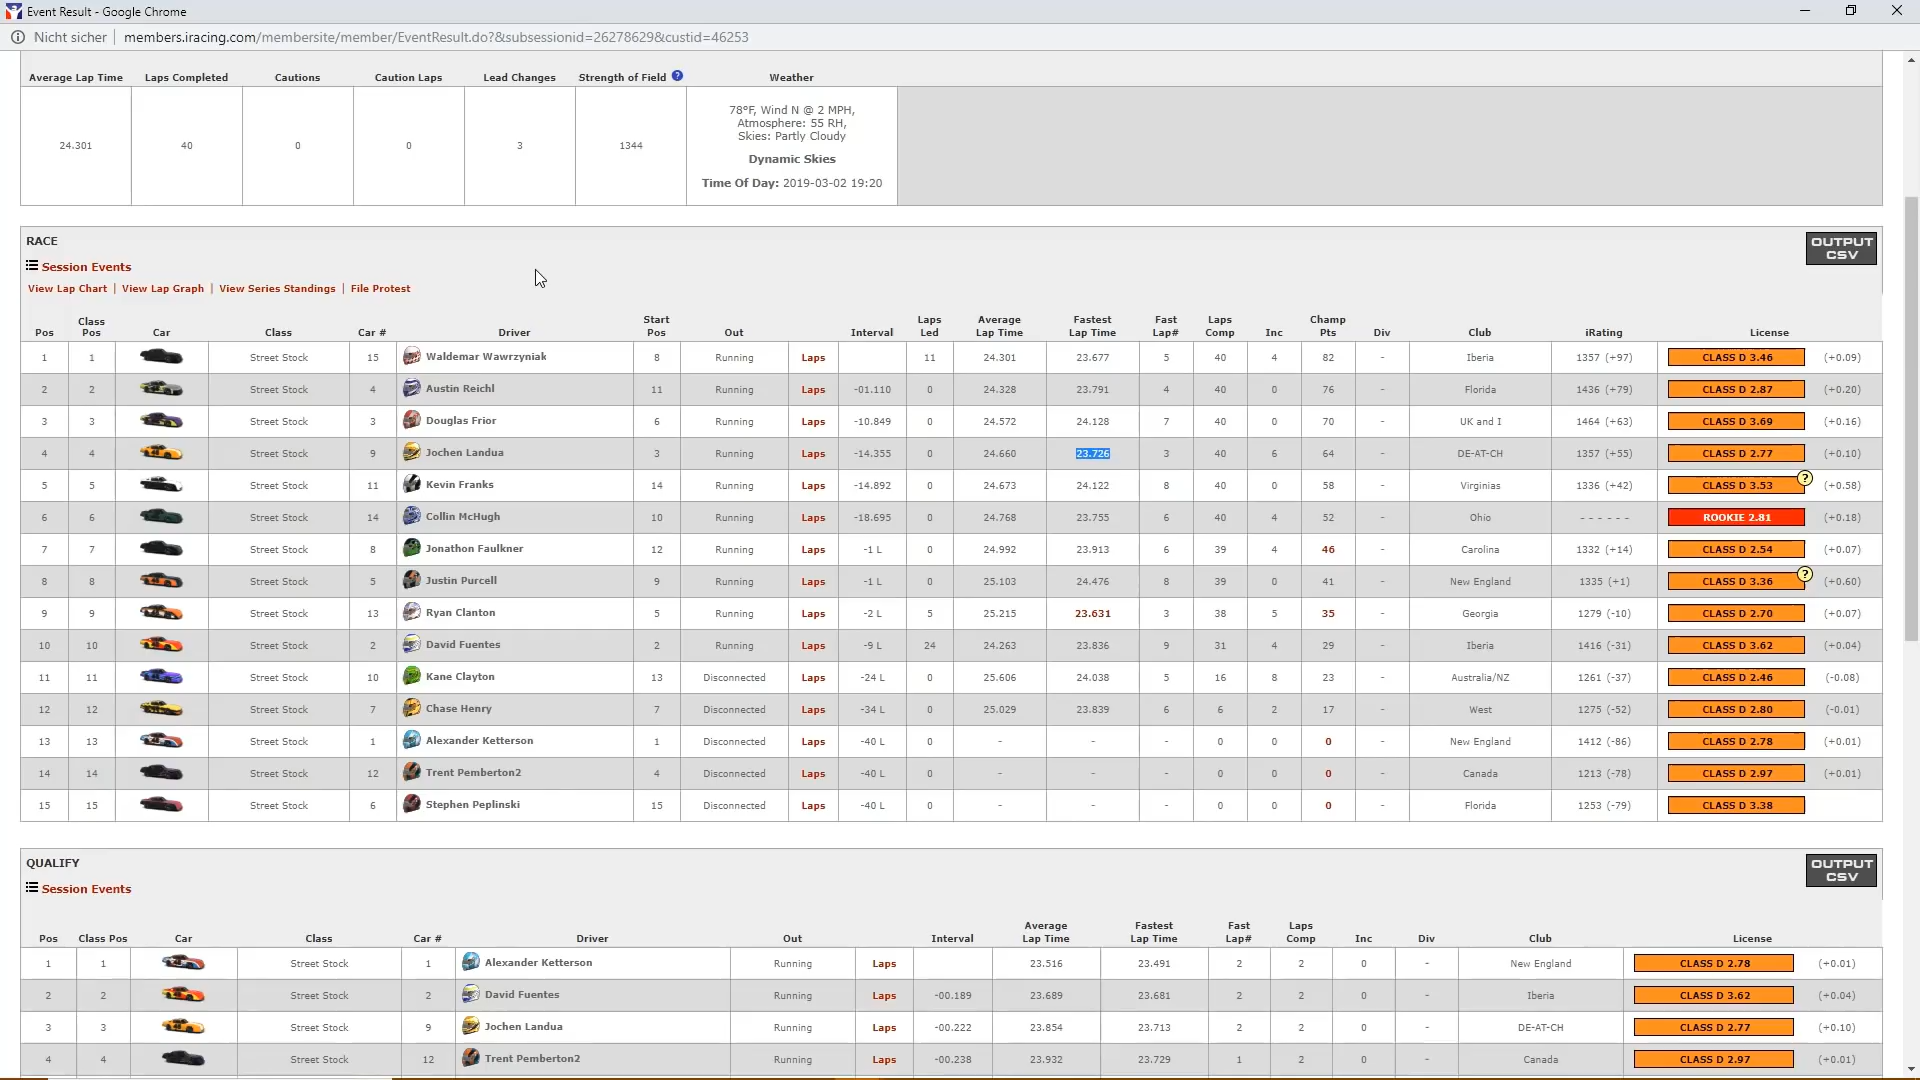 Event Result - Google Chrome
Nicht sicher | members.iracing.com/membersite/member/EventResult.do?&subsessionid=26278629&custid=46253
Average Lap Time Laps Completed Cautions Caution Laps Lead Changes Strength of Field ? Weather
24.301 40 0 0 3 1344
78°F, Wind N @ 2 MPH,
Atmosphere: 55 RH,
Skies: Partly Cloudy
Dynamic Skies
Time Of Day: 2019-03-02 19:20
RACE
OUTPUT
CSV
Session Events
View Lap Chart | View Lap Graph | View Series Standings | File Protest
Pos Class Pos Car Class Car # Driver Start Pos Out Interval Laps Led Average Lap Time Fastest Lap Time Fast Lap# Laps Comp Inc Champ Pts Div Club iRating License
1 1 Street Stock 15 Waldemar Wawrzyniak 8 Running Laps 11 24.301 23.677 5 40 4 82 - Iberia 1357 (+97) CLASS D 3.46 (+0.09)
2 2 Street Stock 4 Austin Reichl 11 Running Laps -01.110 0 24.328 23.791 4 40 0 76 - Florida 1436 (+79) CLASS D 2.87 (+0.20)
3 3 Street Stock 3 Douglas Frior 6 Running Laps -10.849 0 24.572 24.128 7 40 0 70 - UK and I 1464 (+63) CLASS D 3.69 (+0.16)
4 4 Street Stock 9 Jochen Landua 3 Running Laps -14.355 0 24.660 23.726 3 40 6 64 - DE-AT-CH 1357 (+55) CLASS D 2.77 (+0.10)
5 5 Street Stock 11 Kevin Franks 14 Running Laps -14.892 0 24.673 24.122 8 40 0 58 - Virginias 1336 (+42) CLASS D 3.53 ? (+0.58)
6 6 Street Stock 14 Collin McHugh 10 Running Laps -18.695 0 24.768 23.755 6 40 4 52 - Ohio - - - - - - ROOKIE 2.81 (+0.18)
7 7 Street Stock 8 Jonathon Faulkner 12 Running Laps -1 L 0 24.992 23.913 6 39 4 46 - Carolina 1332 (+14) CLASS D 2.54 (+0.07)
8 8 Street Stock 5 Justin Purcell 9 Running Laps -1 L 0 25.103 24.476 8 39 0 41 - New England 1335 (+1) CLASS D 3.36 ? (+0.60)
9 9 Street Stock 13 Ryan Clanton 5 Running Laps -2 L 5 25.215 23.631 3 38 5 35 - Georgia 1279 (-10) CLASS D 2.70 (+0.07)
10 10 Street Stock 2 David Fuentes 2 Running Laps -9 L 24 24.263 23.836 9 31 4 29 - Iberia 1416 (-31) CLASS D 3.62 (+0.04)
11 11 Street Stock 10 Kane Clayton 13 Disconnected Laps -24 L 0 25.606 24.038 5 16 8 23 - Australia/NZ 1261 (-37) CLASS D 2.46 (-0.08)
12 12 Street Stock 7 Chase Henry 7 Disconnected Laps -34 L 0 25.029 23.839 6 6 2 17 - West 1275 (-52) CLASS D 2.80 (-0.01)
13 13 Street Stock 1 Alexander Ketterson 1 Disconnected Laps -40 L 0 - - - 0 0 0 - New England 1412 (-86) CLASS D 2.78 (+0.01)
14 14 Street Stock 12 Trent Pemberton2 4 Disconnected Laps -40 L 0 - - - 0 0 0 - Canada 1213 (-78) CLASS D 2.97 (+0.01)
15 15 Street Stock 6 Stephen Peplinski 15 Disconnected Laps -40 L 0 - - - 0 0 0 - Florida 1253 (-79) CLASS D 3.38
QUALIFY
OUTPUT
CSV
Session Events
Pos Class Pos Car Class Car # Driver Out Interval Average Lap Time Fastest Lap Time Fast Lap# Laps Comp Inc Div Club License
1 1 Street Stock 1 Alexander Ketterson Running Laps 23.516 23.491 2 2 0 - New England CLASS D 2.78 (+0.01)
2 2 Street Stock 2 David Fuentes Running Laps -00.189 23.689 23.681 2 2 0 - Iberia CLASS D 3.62 (+0.04)
3 3 Street Stock 9 Jochen Landua Running Laps -00.222 23.854 23.713 2 2 0 - DE-AT-CH CLASS D 2.77 (+0.10)
4 4 Street Stock 12 Trent Pemberton2 Running Laps -00.238 23.932 23.729 1 2 0 - Canada CLASS D 2.97 (+0.01)